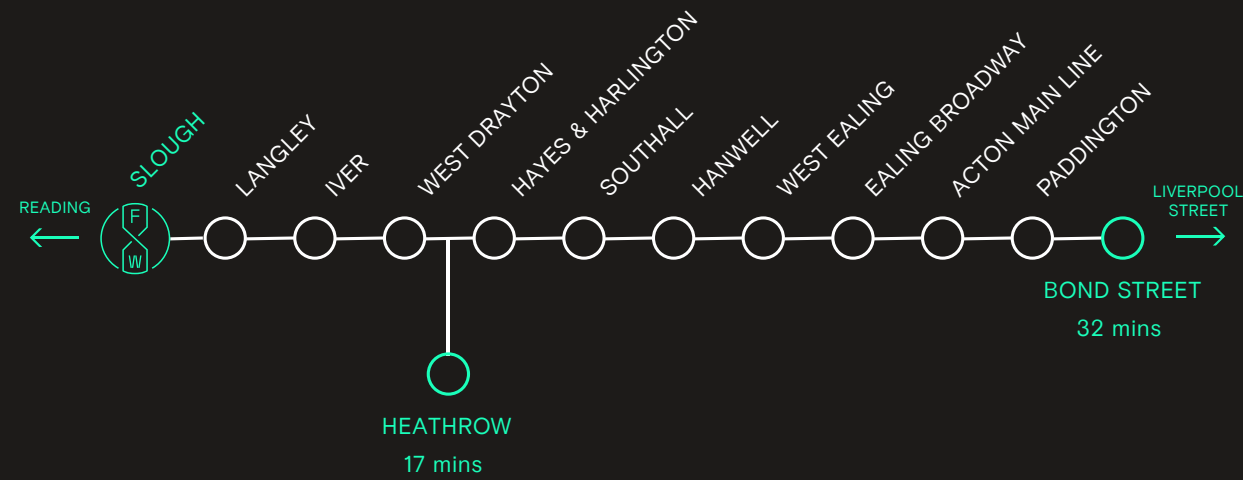 READING
SLOUGH
F
W
LANGLEY
IVER
WEST DRAYTON
HAYES & HARLINGTON
SOUTHALL
HANWELL
WEST EALING
EALING BROADWAY
ACTON MAIN LINE
PADDINGTON
LIVERPOOL
STREET
BOND STREET
32 mins
HEATHROW
17 mins